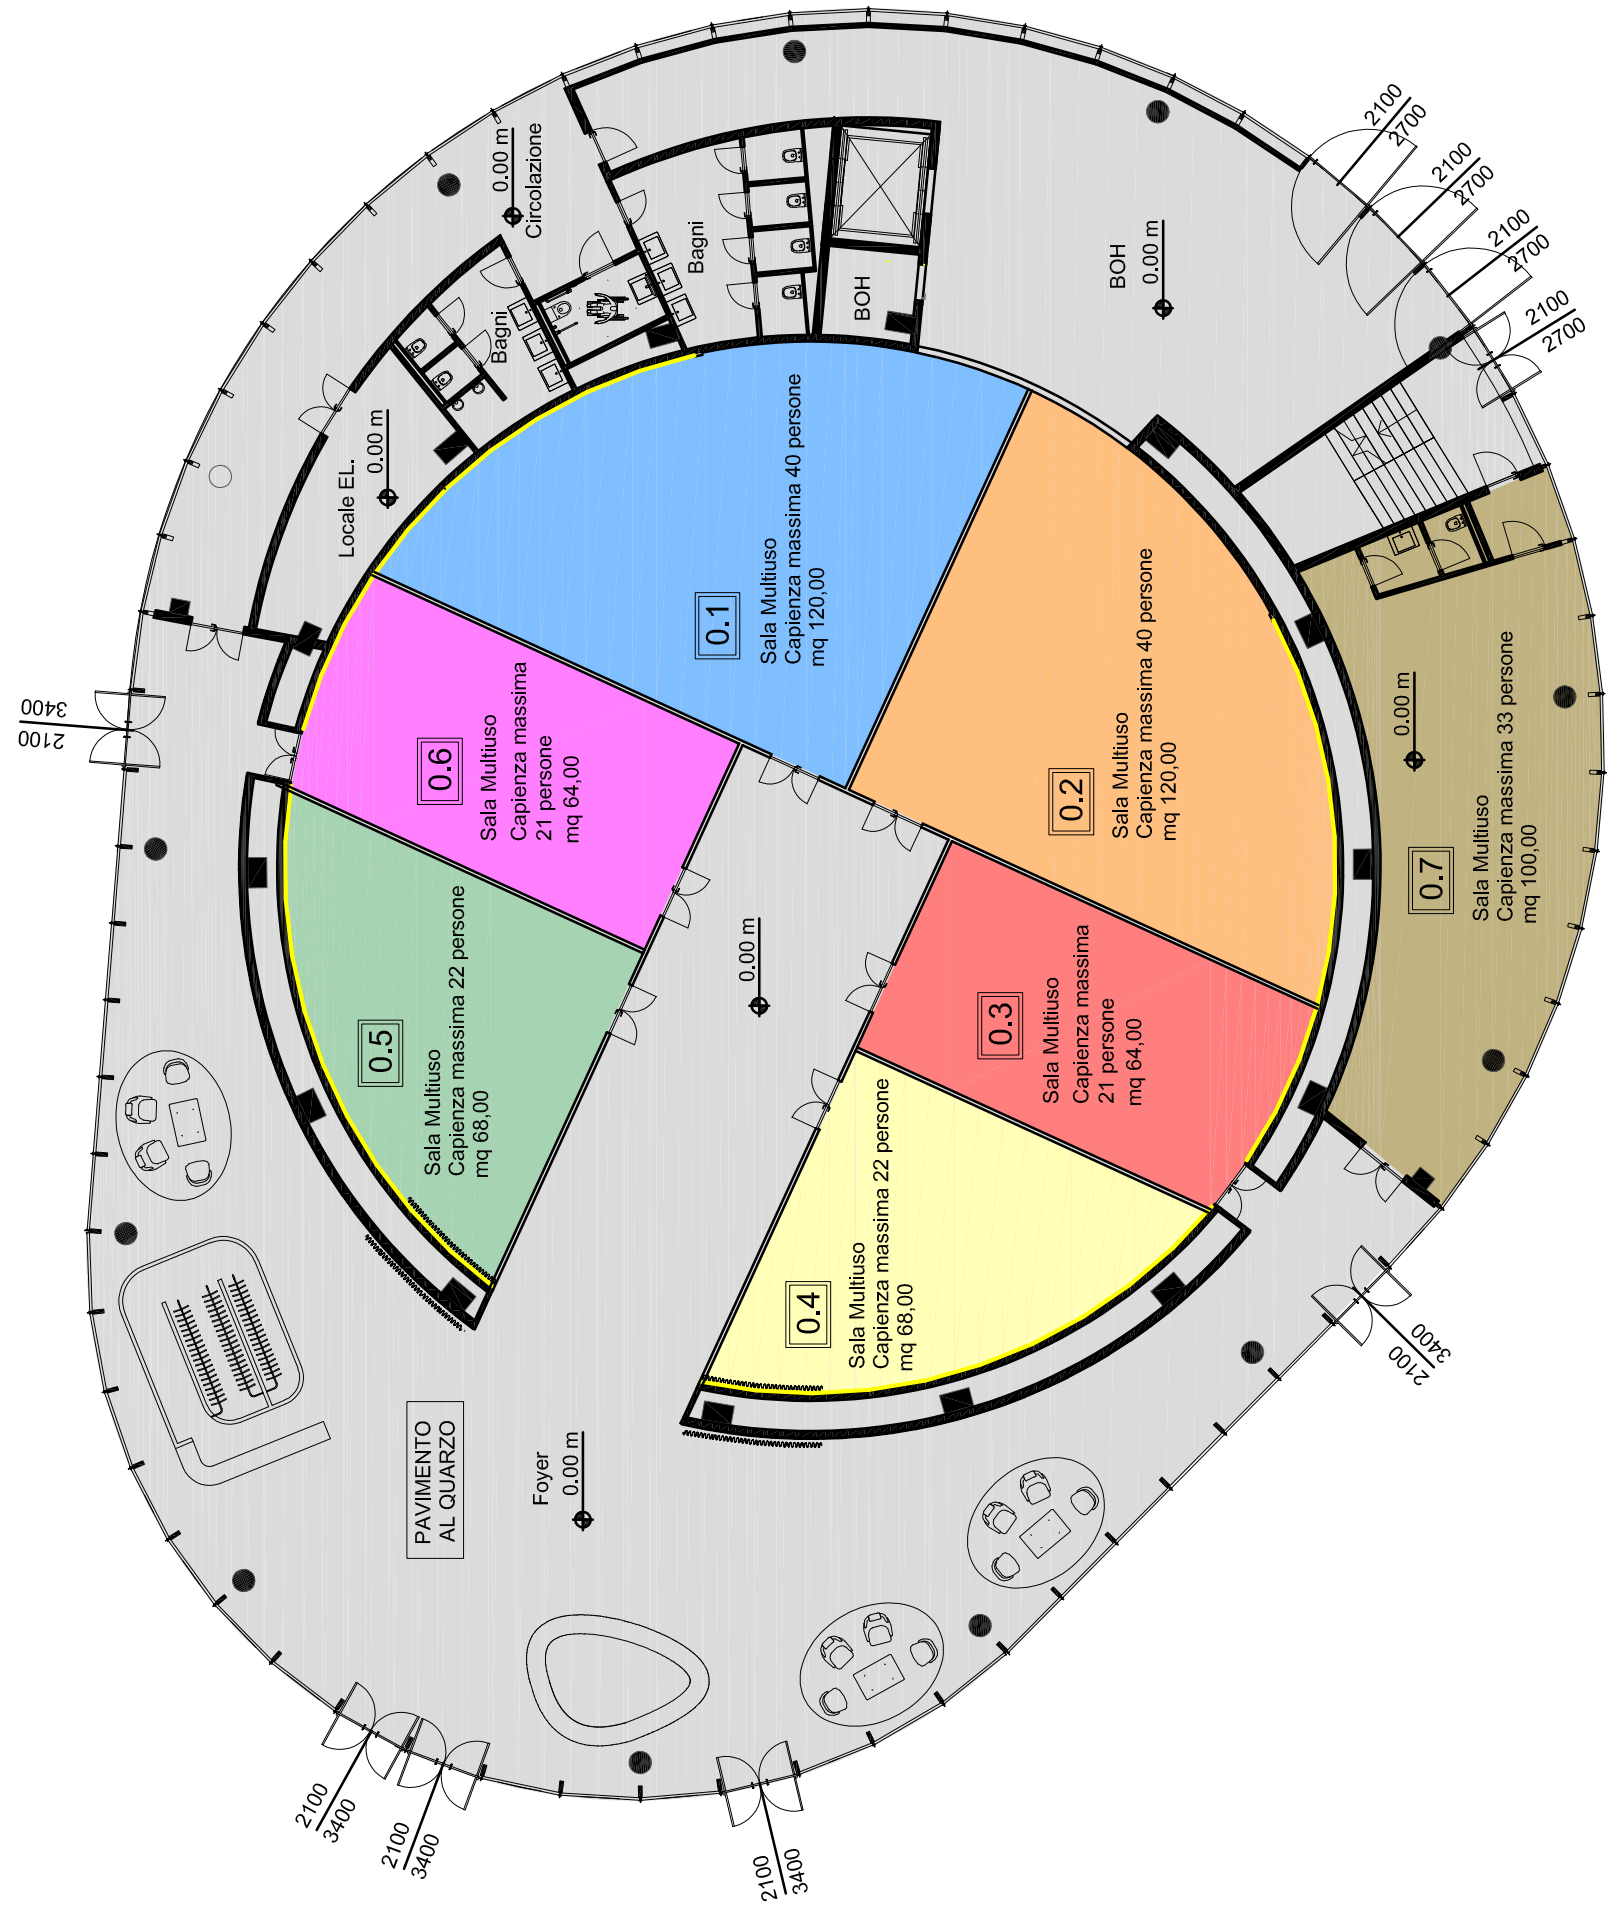 2100
3400
0.00 m
Circolazione
Bagni
Bagni
BOH
BOH
0.00 m
2100
2700
2100
2700
2100
2700
2100
2700
Locale EL.
0.00 m
0.1
Sala Multiuso
Capienza massima 40 persone
mq 120,00
0.6
Sala Multiuso
Capienza massima
21 persone
mq 64,00
0.2
Sala Multiuso
Capienza massima 40 persone
mq 120,00
0.7
Sala Multiuso
Capienza massima 33 persone
mq 100,00
0.00 m
0.5
Sala Multiuso
Capienza massima 22 persone
mq 68,00
0.00 m
0.3
Sala Multiuso
Capienza massima
21 persone
mq 64,00
0.4
Sala Multiuso
Capienza massima 22 persone
mq 68,00
PAVIMENTO
AL QUARZO
Foyer
0.00 m
2100
3400
2100
3400
2100
3400
2100
3400